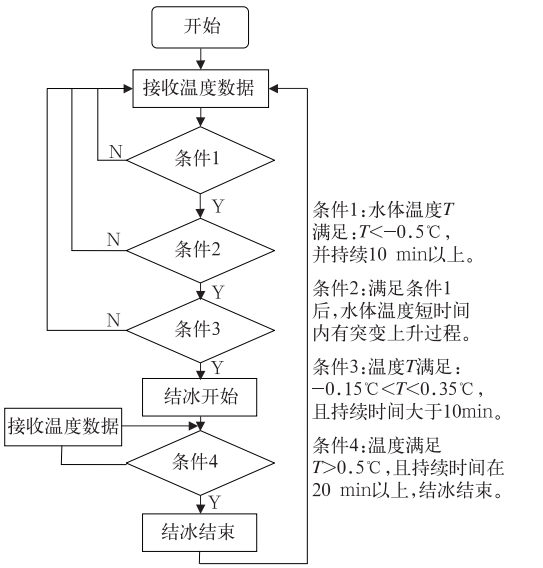 开始
接收温度数据
N
条件1
Y
N
条件2
Y
N
条件3
Y
结冰开始
接收温度数据
条件4
Y
结冰结束
条件1:水体温度T
满足:T<-0.5℃,
并持续10 min以上。
条件2:满足条件1
后,水体温度短时间
内有突变上升过程。
条件3:温度T满足:
-0.15℃<T<0.35℃,
且持续时间大于10min。
条件4:温度满足
T>0.5℃,且持续时间在
20 min以上,结冰结束。